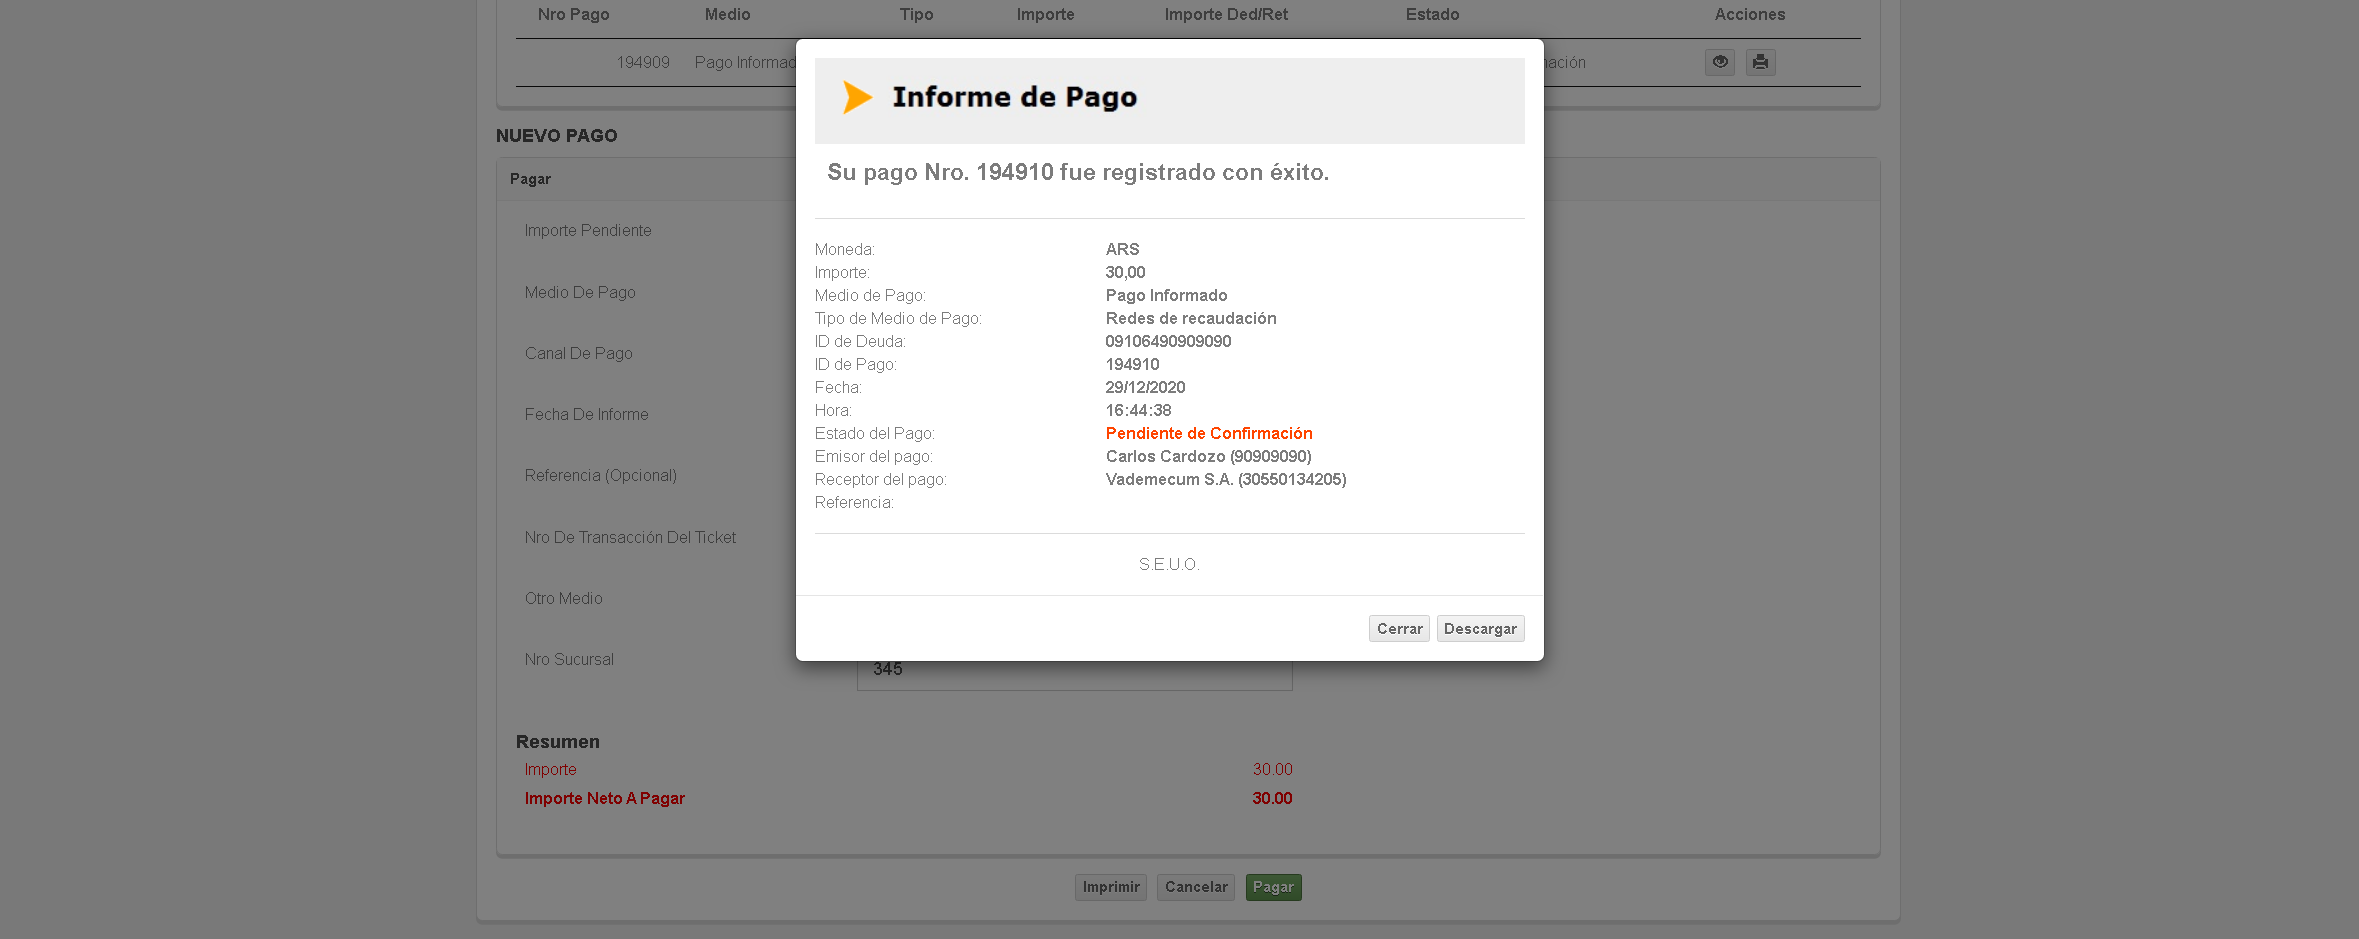 Nro Pago Medio Tipo Importe Importe Ded/Ret Estado Acciones
194909 Pago Informad
NUEVO PAGO
Pagar
Importe Pendiente
Medio De Pago
Canal De Pago
Fecha De Informe
Referencia (Opcional)
Nro De Transacción Del Ticket
Otro Medio
Nro Sucursal
345
Resumen
Importe 30.00
Importe Neto A Pagar 30.00
Imprimir Cancelar Pagar
Informe de Pago
Su pago Nro. 194910 fue registrado con éxito.
Moneda: ARS
Importe: 30,00
Medio de Pago: Pago Informado
Tipo de Medio de Pago: Redes de recaudación
ID de Deuda: 09106490909090
ID de Pago: 194910
Fecha: 29/12/2020
Hora: 16:44:38
Estado del Pago: Pendiente de Confirmación
Emisor del pago: Carlos Cardozo (90909090)
Receptor del pago: Vademecum S.A. (30550134205)
Referencia:
S.E.U.O.
Cerrar Descargar